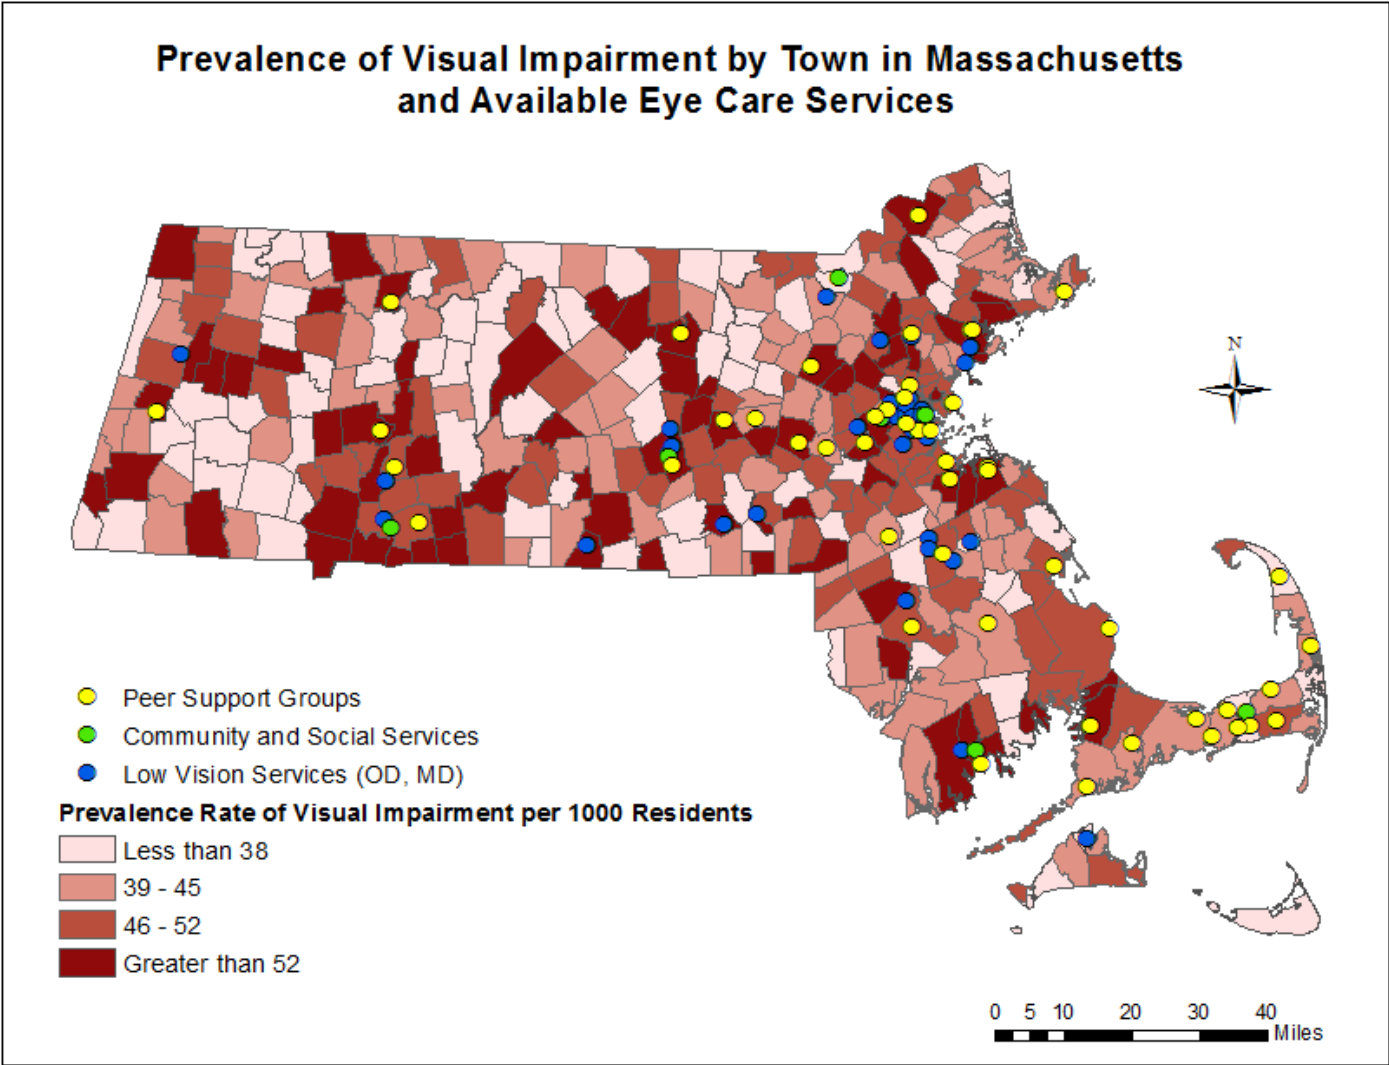 Prevalence of Visual Impairment by Town in Massachusetts
and Available Eye Care Services
N
Peer Support Groups
Community and Social Services
Low Vision Services (OD, MD)
Prevalence Rate of Visual Impairment per 1000 Residents
Less than 38
39 - 45
46 - 52
Greater than 52
0 5 10 20 30 40
Miles